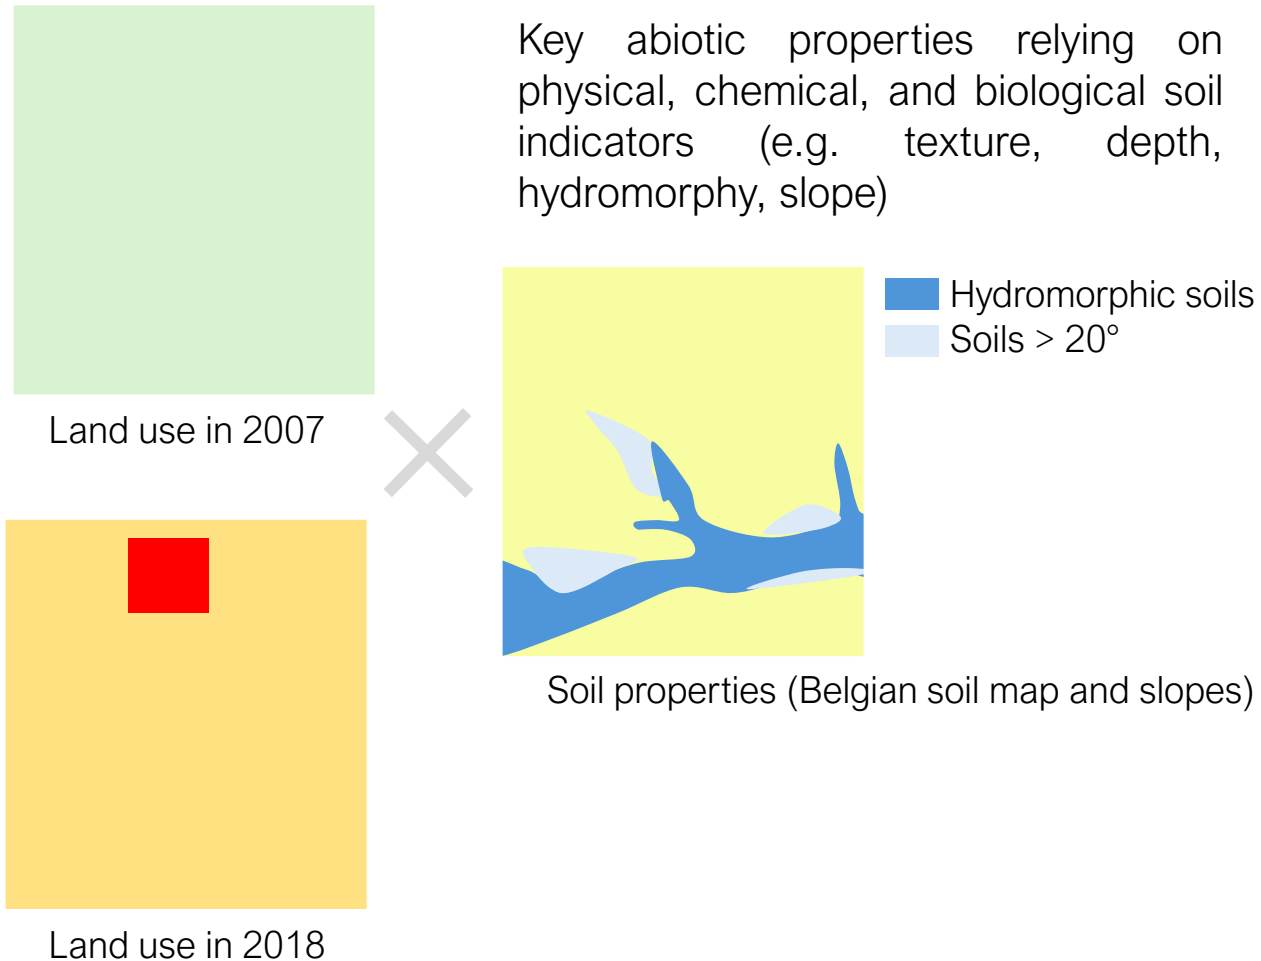 Key abiotic properties relying on
physical, chemical, and biological soil
indicators (e.g. texture, depth,
hydromorphy, slope)
Hydromorphic soils
Soils > 20°
Land use in 2007
Soil properties (Belgian soil map and slopes)
Land use in 2018